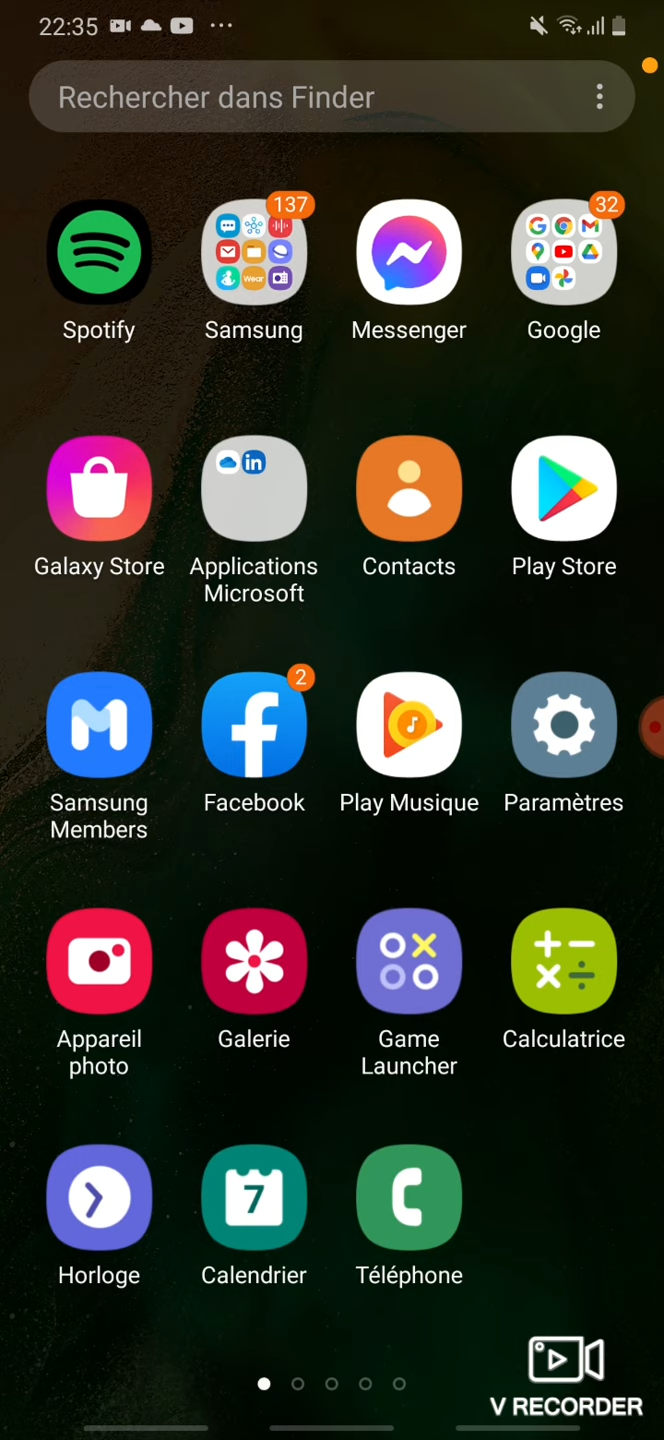 22:35
Rechercher dans Finder
137
32
Spotify
Samsung
Messenger
Google
Galaxy Store
Applications
Microsoft
Contacts
Play Store
2
Samsung
Members
Facebook
Play Musique
Paramètres
Appareil
photo
Galerie
Game
Launcher
Calculatrice
7
Horloge
Calendrier
Téléphone
V RECORDER